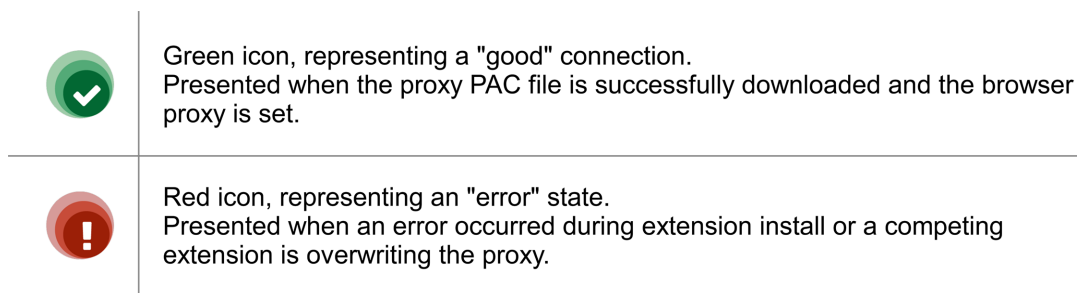 Green icon, representing a "good" connection.
Presented when the proxy PAC file is successfully downloaded and the browser
proxy is set.
Red icon, representing an "error" state.
Presented when an error occurred during extension install or a competing
extension is overwriting the proxy.